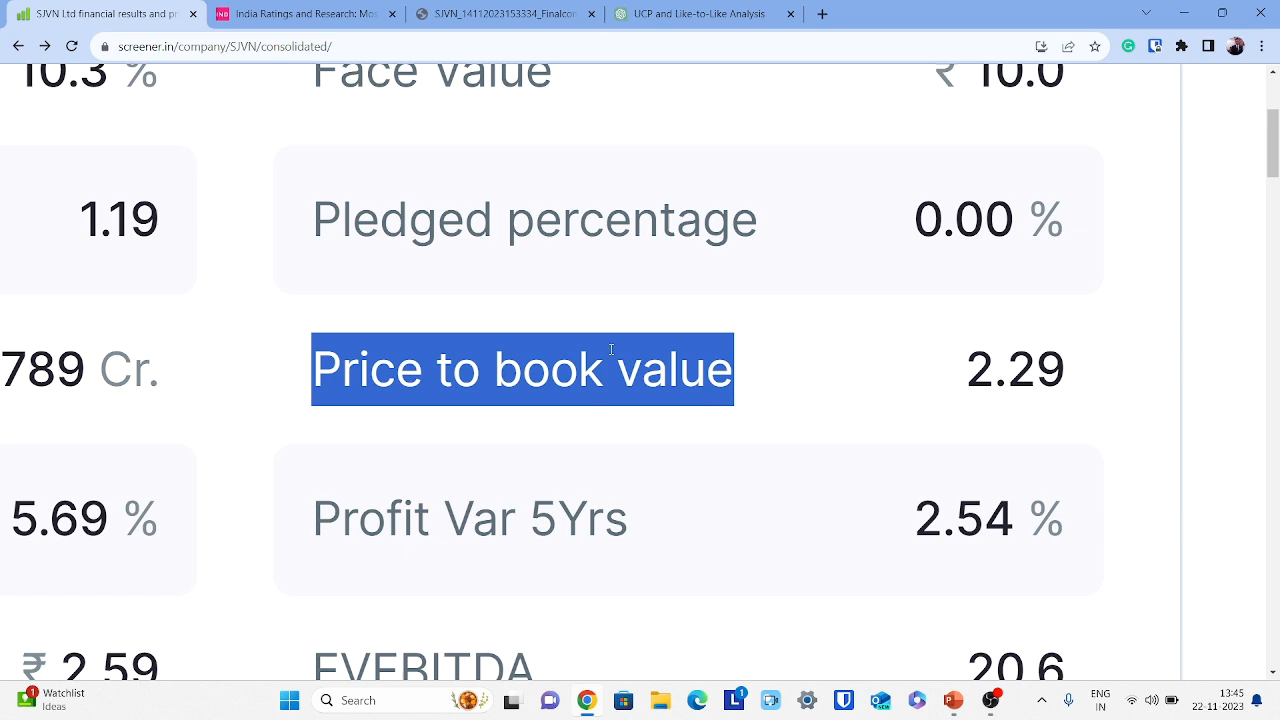 SJVN Ltd financial results and pr
India Ratings and Research: Mos
SJVN_14112023153334_Finalcor
UCP and Like-to-Like Analysis
screener.in/company/SJVN/consolidated/
10.3 % Face Value ₹ 10.0
1.19 Pledged percentage 0.00 %
789 Cr. Price to book value 2.29
5.69 % Profit Var 5Yrs 2.54 %
₹ 2.59 EVEBITDA 20.6
1 Watchlist
Ideas
Search
1
NEW
ENG
IN
13:45
22-11-2023